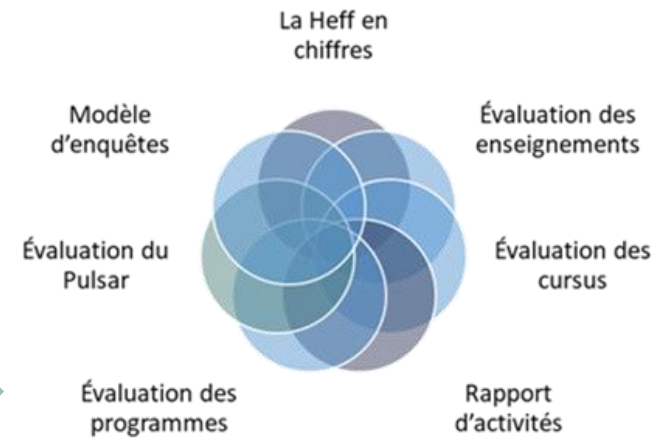 La Heff en
chiffres
Évaluation des
enseignements
Évaluation des
cursus
Rapport
d'activités
Évaluation des
programmes
Évaluation du
Pulsar
Modèle
d'enquêtes